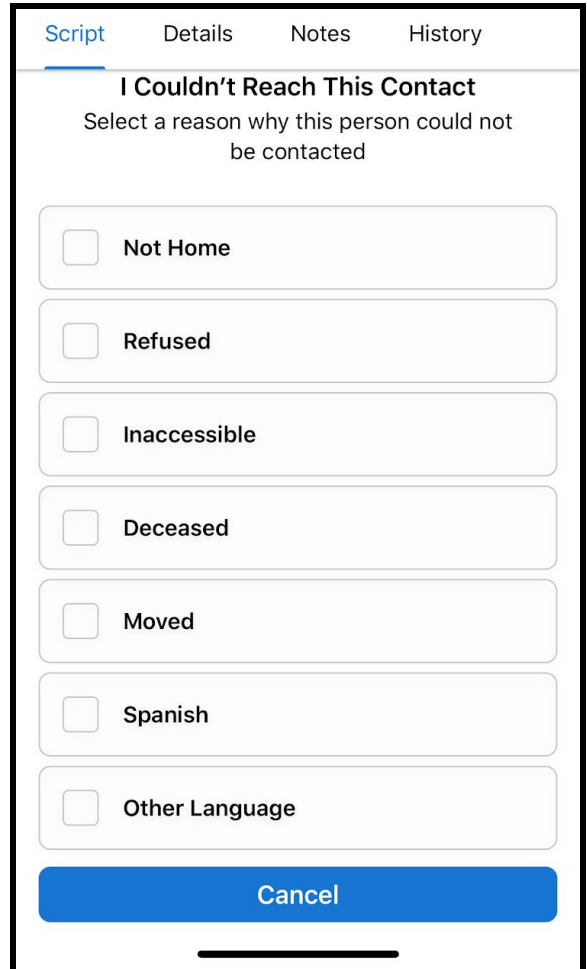 Script Details Notes History
I Couldn’t Reach This Contact
Select a reason why this person could not
be contacted
Not Home
Refused
Inaccessible
Deceased
Moved
Spanish
Other Language
Cancel